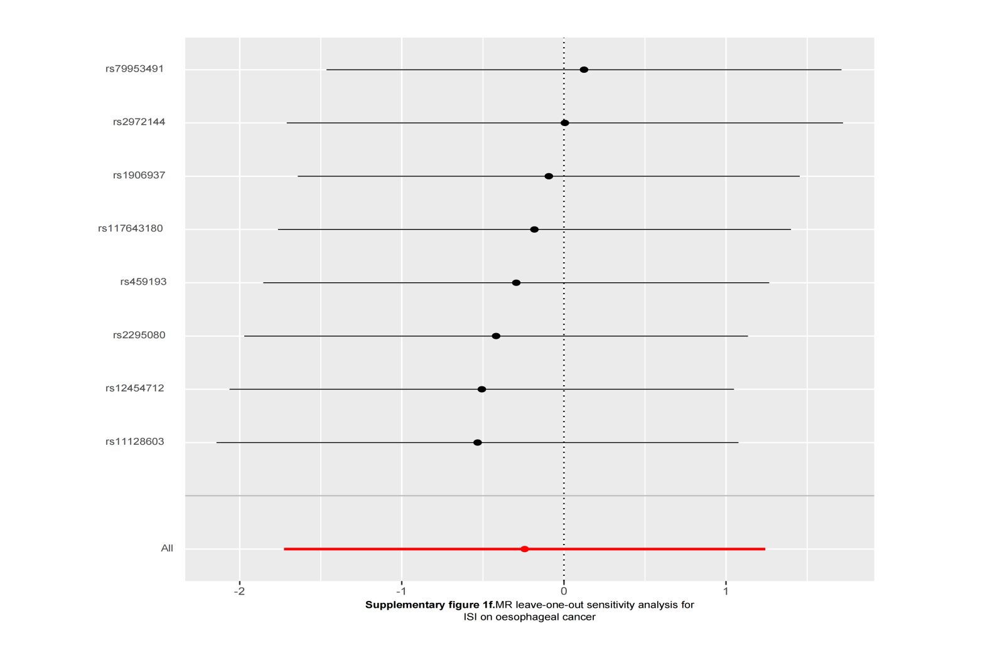 rs79953491
rs2972144
rs1906937
rs117643180
rs459193
rs2295080
rs12454712
rs11128603
All
-2 -1 0 1
Supplementary figure 1f.MR leave-one-out sensitivity analysis for
ISI on oesophageal cancer